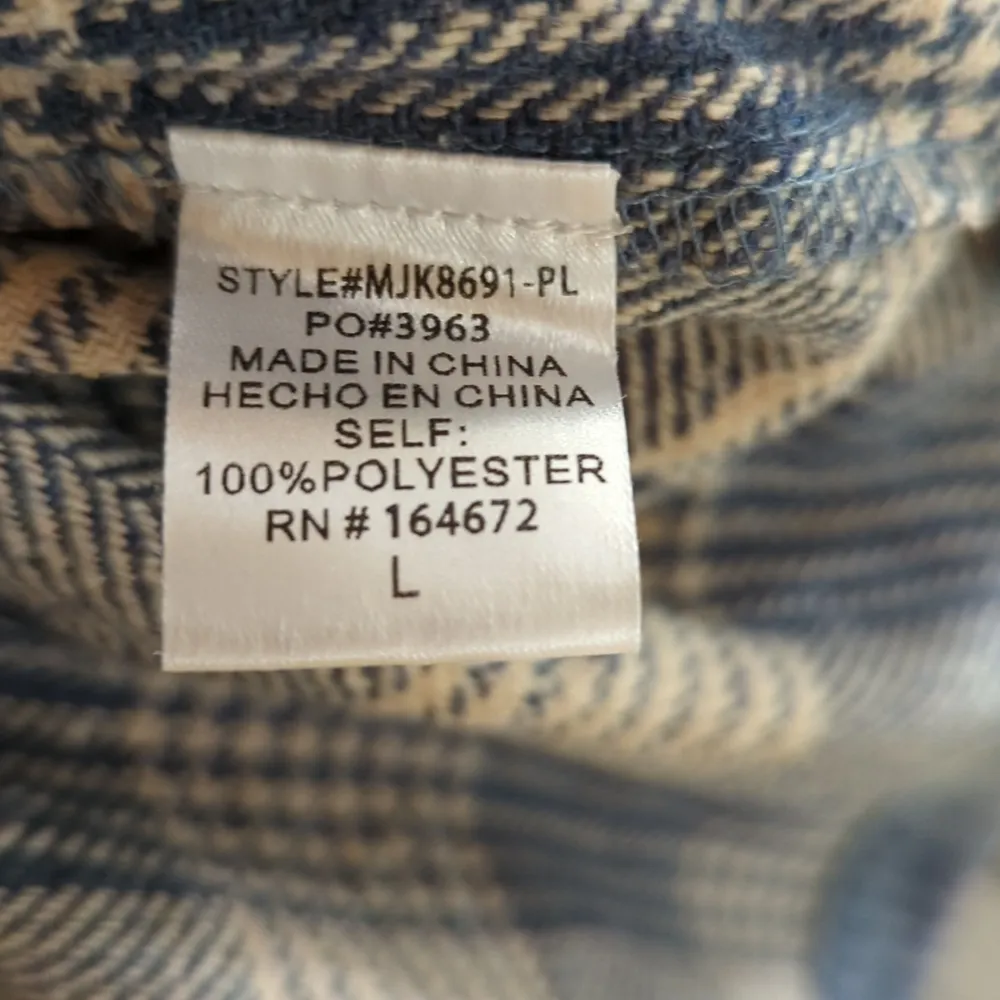 STYLE#MJK8691-PL
PO#3963
MADE IN CHINA
HECHO EN CHINA
SELF:
100%POLYESTER
RN # 164672
L